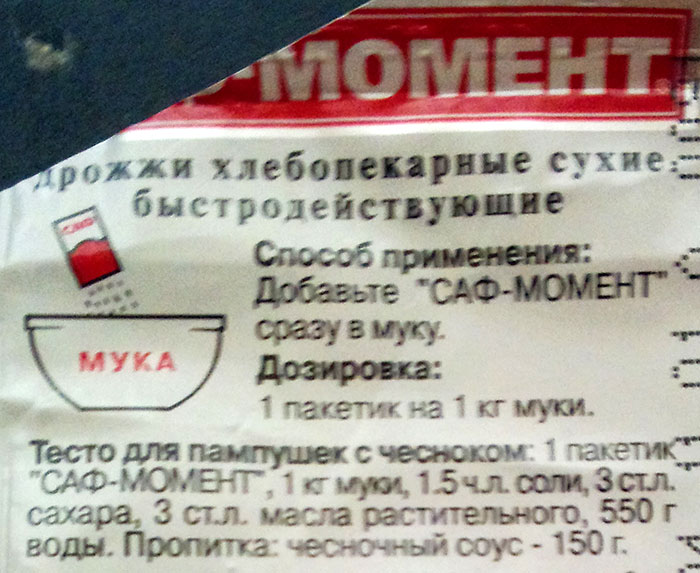 -МОМЕНТ®
дрожжи хлебопекарные сухие
быстродействующие
САФ
МУКА
Способ применения:
Добавьте "САФ-МОМЕНТ"
сразу в муку.
Дозировка:
1 пакетик на 1 кг муки.
Тесто для пампушек с чесноком: 1 пакетик
"САФ-МОМЕНТ", 1 кг муки, 1.5 ч.л. соли, 3 ст.л.
сахара, 3 ст.л. масла растительного, 550 г
воды. Пропитка: чесночный соус - 150 г.